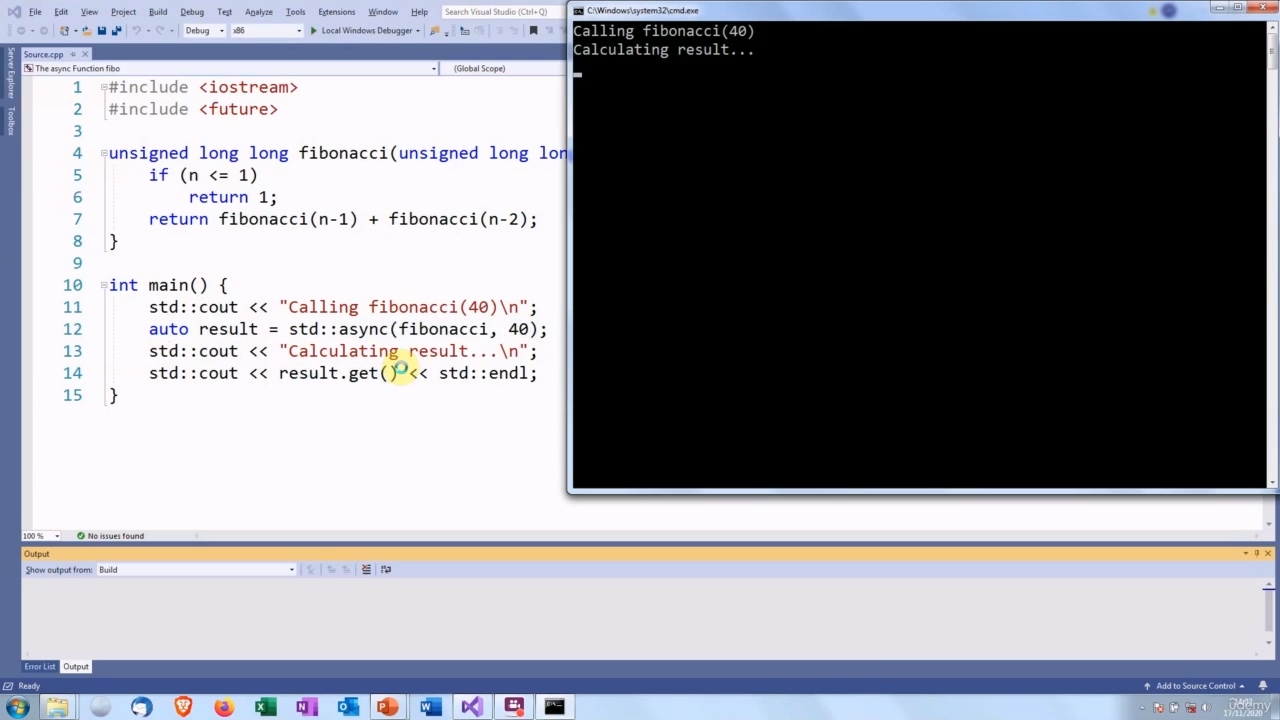 File Edit View Project Build Debug Test Analyze Tools Extensions Window Help Search Visual Studio (Ctrl+Q)
Debug x86 Local Windows Debugger
Server Explorer
Toolbox
Source.cpp
The async Function fibo (Global Scope)
1 #include <iostream>
2 #include <future>
3
4 unsigned long long fibonacci(unsigned long lon
5 if (n <= 1)
6 return 1;
7 return fibonacci(n-1) + fibonacci(n-2);
8 }
9
10 int main() {
11 std::cout << "Calling fibonacci(40)\n";
12 auto result = std::async(fibonacci, 40);
13 std::cout << "Calculating result...\n";
14 std::cout << result.get() << std::endl;
15 }
C:\Windows\system32\cmd.exe
Calling fibonacci(40)
Calculating result...
100 % No issues found
Output
Show output from: Build
Error List Output
Ready Add to Source Control
udemy
17/11/2020